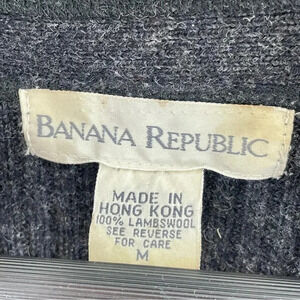 BANANA REPUBLIC
MADE IN
HONG KONG
100% LAMBSWOOL
SEE REVERSE
FOR CARE
M